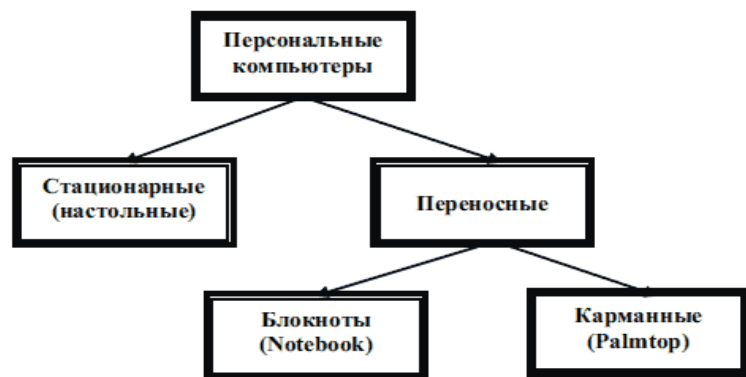 Персональные
компьютеры
Стационарные
(настольные)
Переносные
Блокноты
(Notebook)
Карманные
(Palmtop)